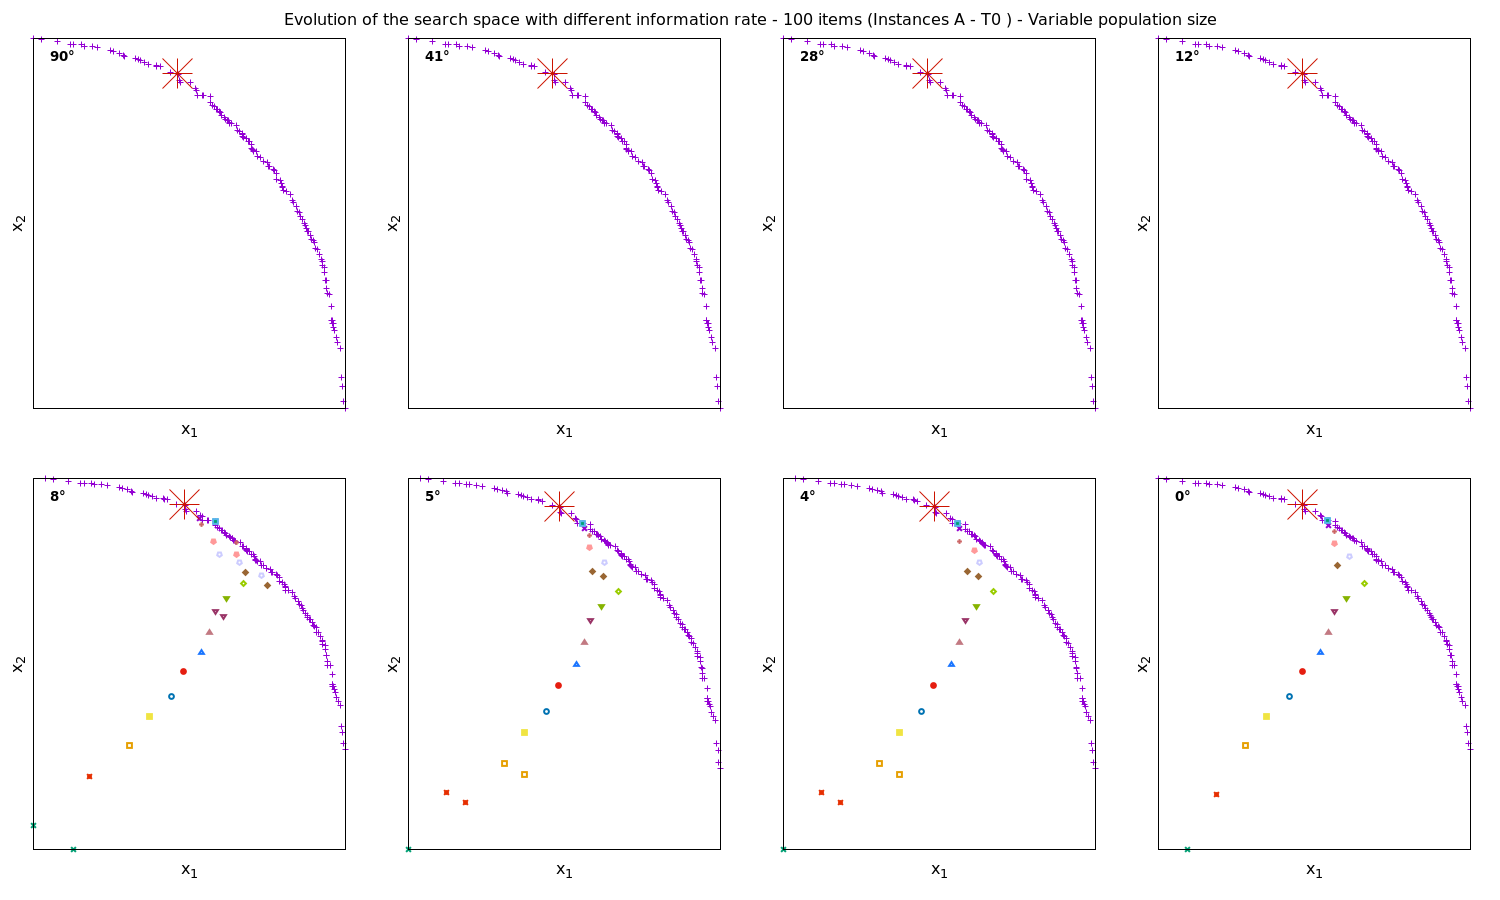 Evolution of the search space with different information rate - 100 items (Instances A - T0 ) - Variable population size
90°
41°
28°
12°
x2
x2
x2
x2
x1
x1
x1
x1
8°
5°
4°
0°
x2
x2
x2
x2
x1
x1
x1
x1